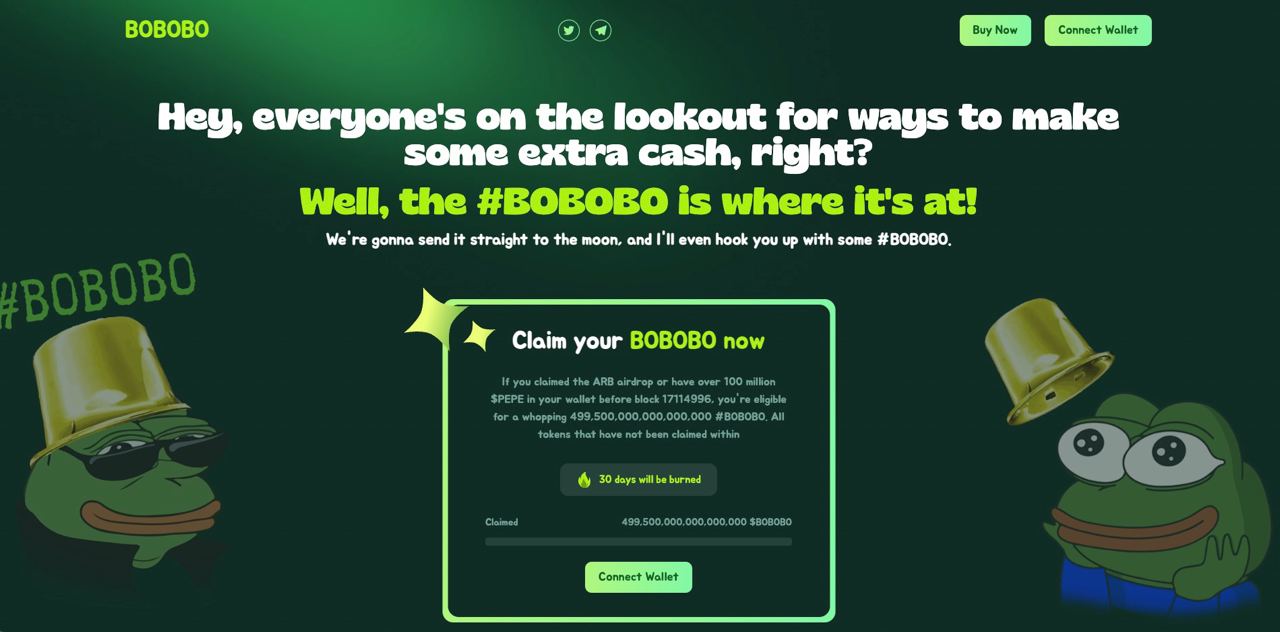 BOBOBO
Buy Now
Connect Wallet
Hey, everyone's on the lookout for ways to make
some extra cash, right?
Well, the #BOBOBO is where it's at!
We're gonna send it straight to the moon, and I'll even hook you up with some #BOBOBO.
#BOBOBO
Claim your BOBOBO now
If you claimed the ARB airdrop or have over 100 million
$PEPE in your wallet before block 17114996, you're eligible
for a whopping 499,500,000,000,000,000 #BOBOBO. All
tokens that have not been claimed within
30 days will be burned
Claimed
499,500,000,000,000,000 $BOBOBO
Connect Wallet